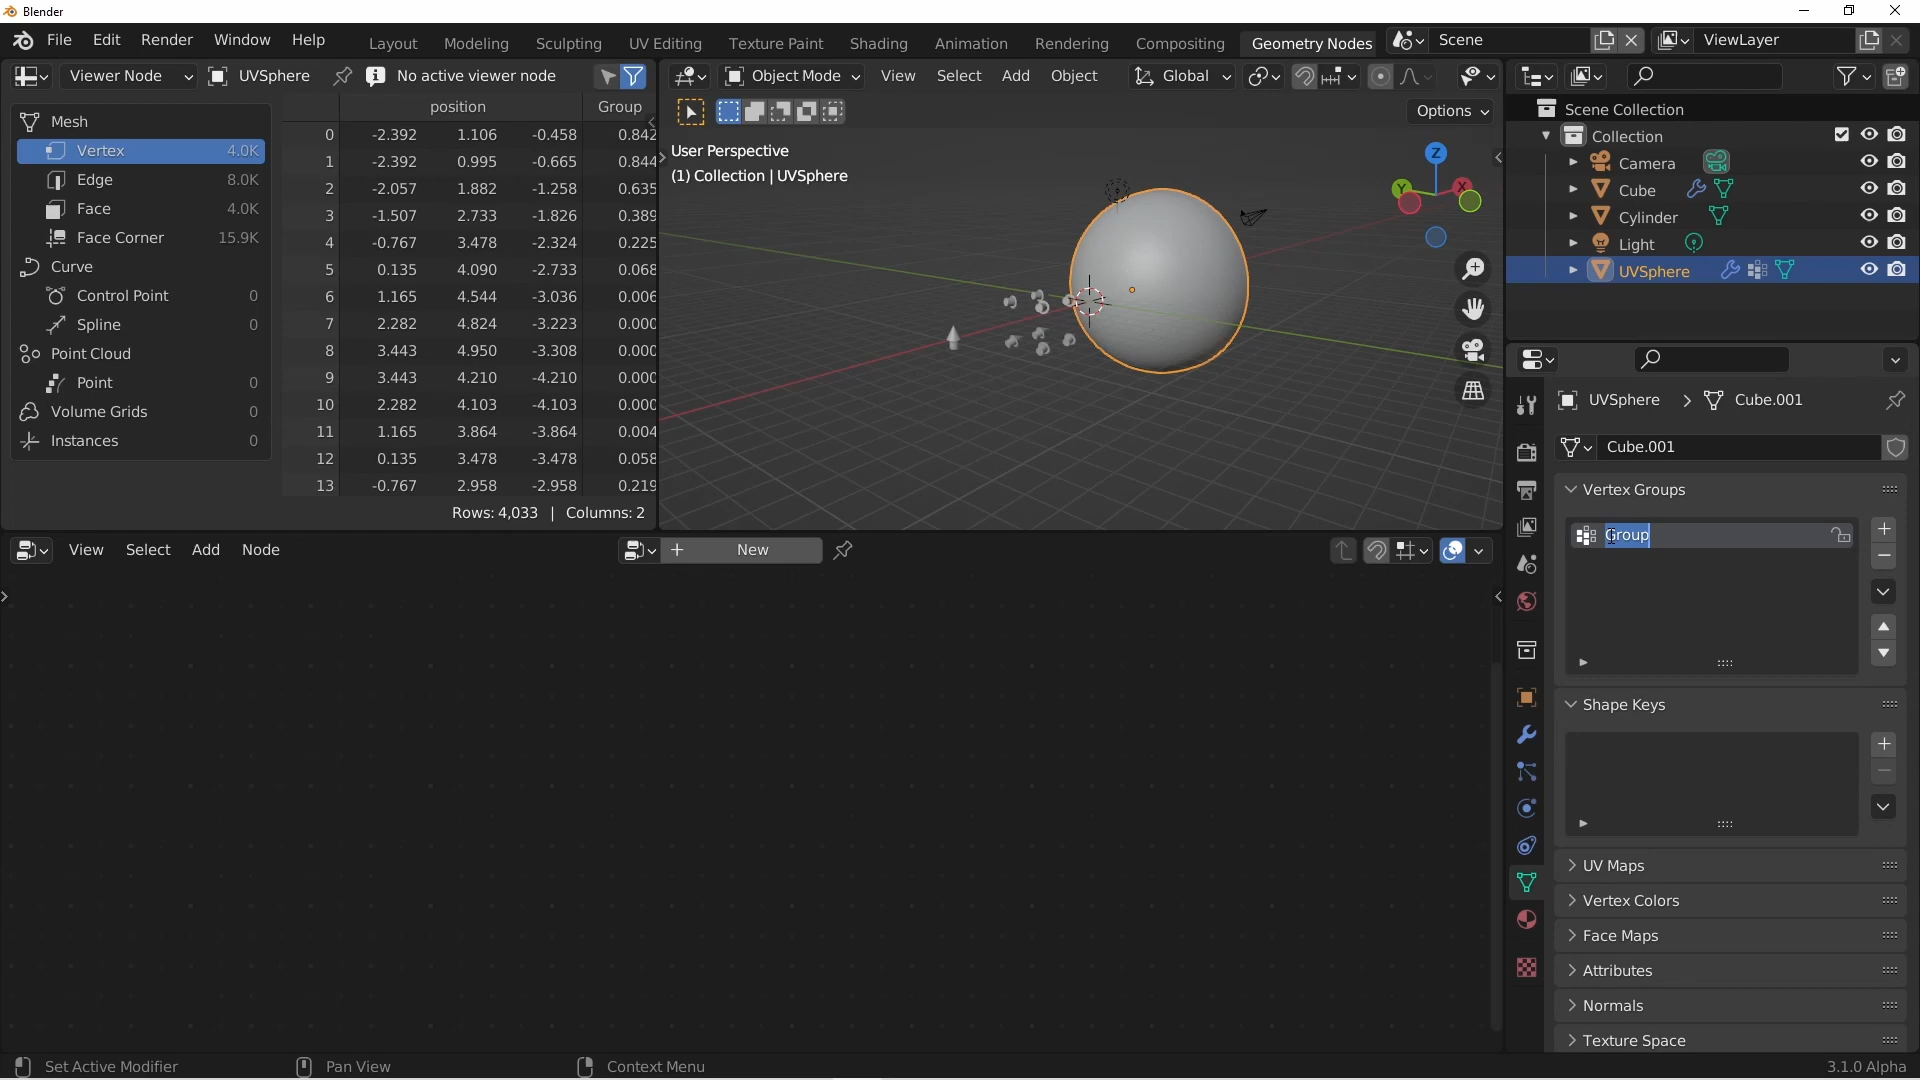 Blender
File Edit Render Window Help Layout Modeling Sculpting UV Editing Texture Paint Shading Animation Rendering Compositing Geometry Nodes Scene ViewLayer
Viewer Node UVSphere No active viewer node
Object Mode View Select Add Object Global
Options
position Group
Mesh
Vertex 4.0K
Edge 8.0K
Face 4.0K
Face Corner 15.9K
Curve
Control Point 0
Spline 0
Point Cloud
Point 0
Volume Grids 0
Instances 0
0 -2.392 1.106 -0.458 0.842
1 -2.392 0.995 -0.665 0.844
2 -2.057 1.882 -1.258 0.635
3 -1.507 2.733 -1.826 0.389
4 -0.767 3.478 -2.324 0.225
5 0.135 4.090 -2.733 0.068
6 1.165 4.544 -3.036 0.006
7 2.282 4.824 -3.223 0.000
8 3.443 4.950 -3.308 0.000
9 3.443 4.210 -4.210 0.000
10 2.282 4.103 -4.103 0.000
11 1.165 3.864 -3.864 0.004
12 0.135 3.478 -3.478 0.058
13 -0.767 2.958 -2.958 0.219
Rows: 4,033 | Columns: 2
User Perspective
(1) Collection | UVSphere
Z
Y
X
Scene Collection
Collection
Camera
Cube
Cylinder
Light
UVSphere
UVSphere > Cube.001
Cube.001
Vertex Groups
Group
Shape Keys
UV Maps
Vertex Colors
Face Maps
Attributes
Normals
Texture Space
View Select Add Node
New
Set Active Modifier Pan View Context Menu 3.1.0 Alpha